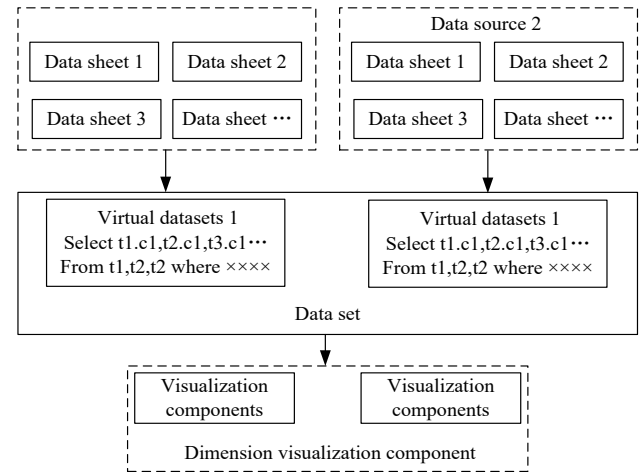 Data source 2
Data sheet 1
Data sheet 2
Data sheet 1
Data sheet 2
Data sheet 3
Data sheet ···
Data sheet 3
Data sheet ···
Virtual datasets 1
Select t1.c1,t2.c1,t3.c1···
From t1,t2,t2 where ××××
Virtual datasets 1
Select t1.c1,t2.c1,t3.c1···
From t1,t2,t2 where ××××
Data set
Visualization
components
Visualization
components
Dimension visualization component